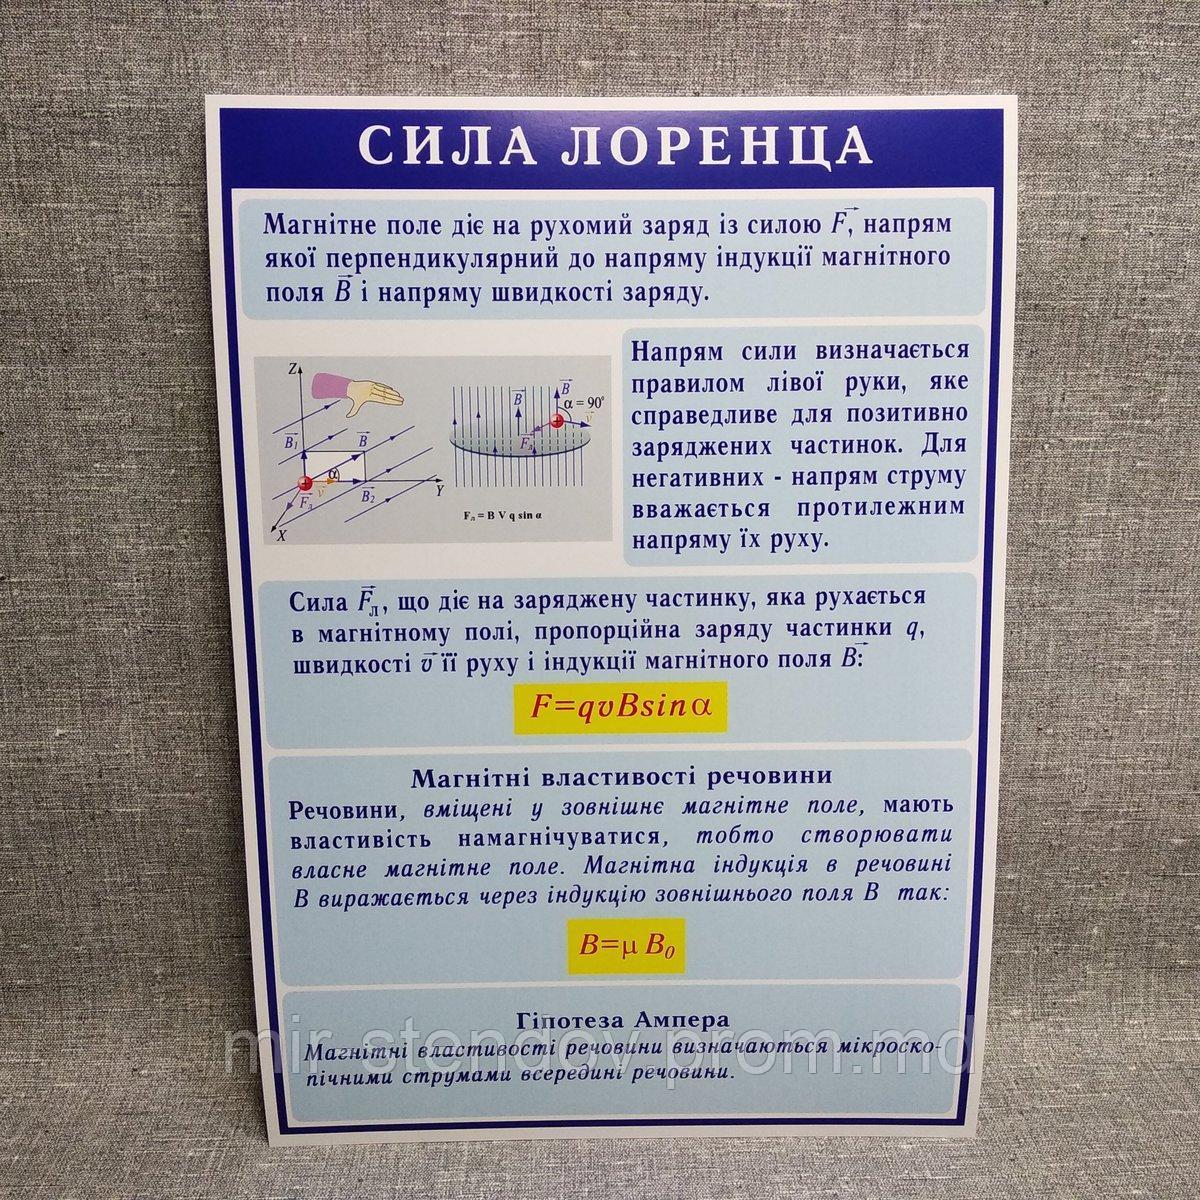 СИЛА ЛОРЕНЦА
Магнітне поле діє на рухомий заряд із силою F, напрям
якої перпендикулярний до напряму індукції магнітного
поля B і напряму швидкості заряду.
Z
B₁
B
α
v
Fл
B₂
Y
X
B
B
α = 90°
v
Fл
Fл = B V q sin α
Напрям сили визначається
правилом лівої руки, яке
справедливе для позитивно
заряджених частинок. Для
негативних - напрям струму
вважається протилежним
напряму їх руху.
Сила Fл, що діє на заряджену частинку, яка рухається
в магнітному полі, пропорційна заряду частинки q,
швидкості v її руху і індукції магнітного поля B:
F=qvBsinα
Магнітні властивості речовини
Речовини, вміщені у зовнішнє магнітне поле, мають
властивість намагнічуватися, тобто створювати
власне магнітне поле. Магнітна індукція в речовині
B виражається через індукцію зовнішнього поля B так:
B=μ B₀
Гіпотеза Ампера
Магнітні властивості речовини визначаються мікроско-
пічними струмами всередині речовини.
mir-stendov.prom.md